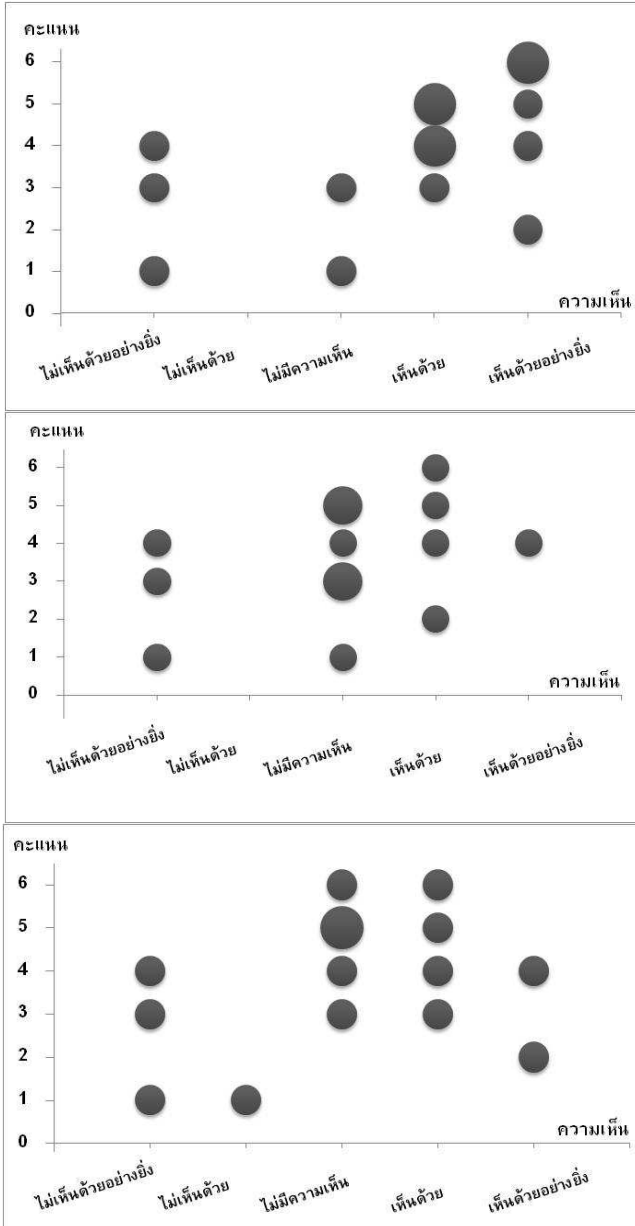 คะแนน
6
5
4
3
2
1
0
ความเห็น
ไม่เห็นด้วยอย่างยิ่ง
ไม่เห็นด้วย
ไม่มีความเห็น
เห็นด้วย
เห็นด้วยอย่างยิ่ง
คะแนน
6
5
4
3
2
1
0
ความเห็น
ไม่เห็นด้วยอย่างยิ่ง
ไม่เห็นด้วย
ไม่มีความเห็น
เห็นด้วย
เห็นด้วยอย่างยิ่ง
คะแนน
6
5
4
3
2
1
0
ความเห็น
ไม่เห็นด้วยอย่างยิ่ง
ไม่เห็นด้วย
ไม่มีความเห็น
เห็นด้วย
เห็นด้วยอย่างยิ่ง